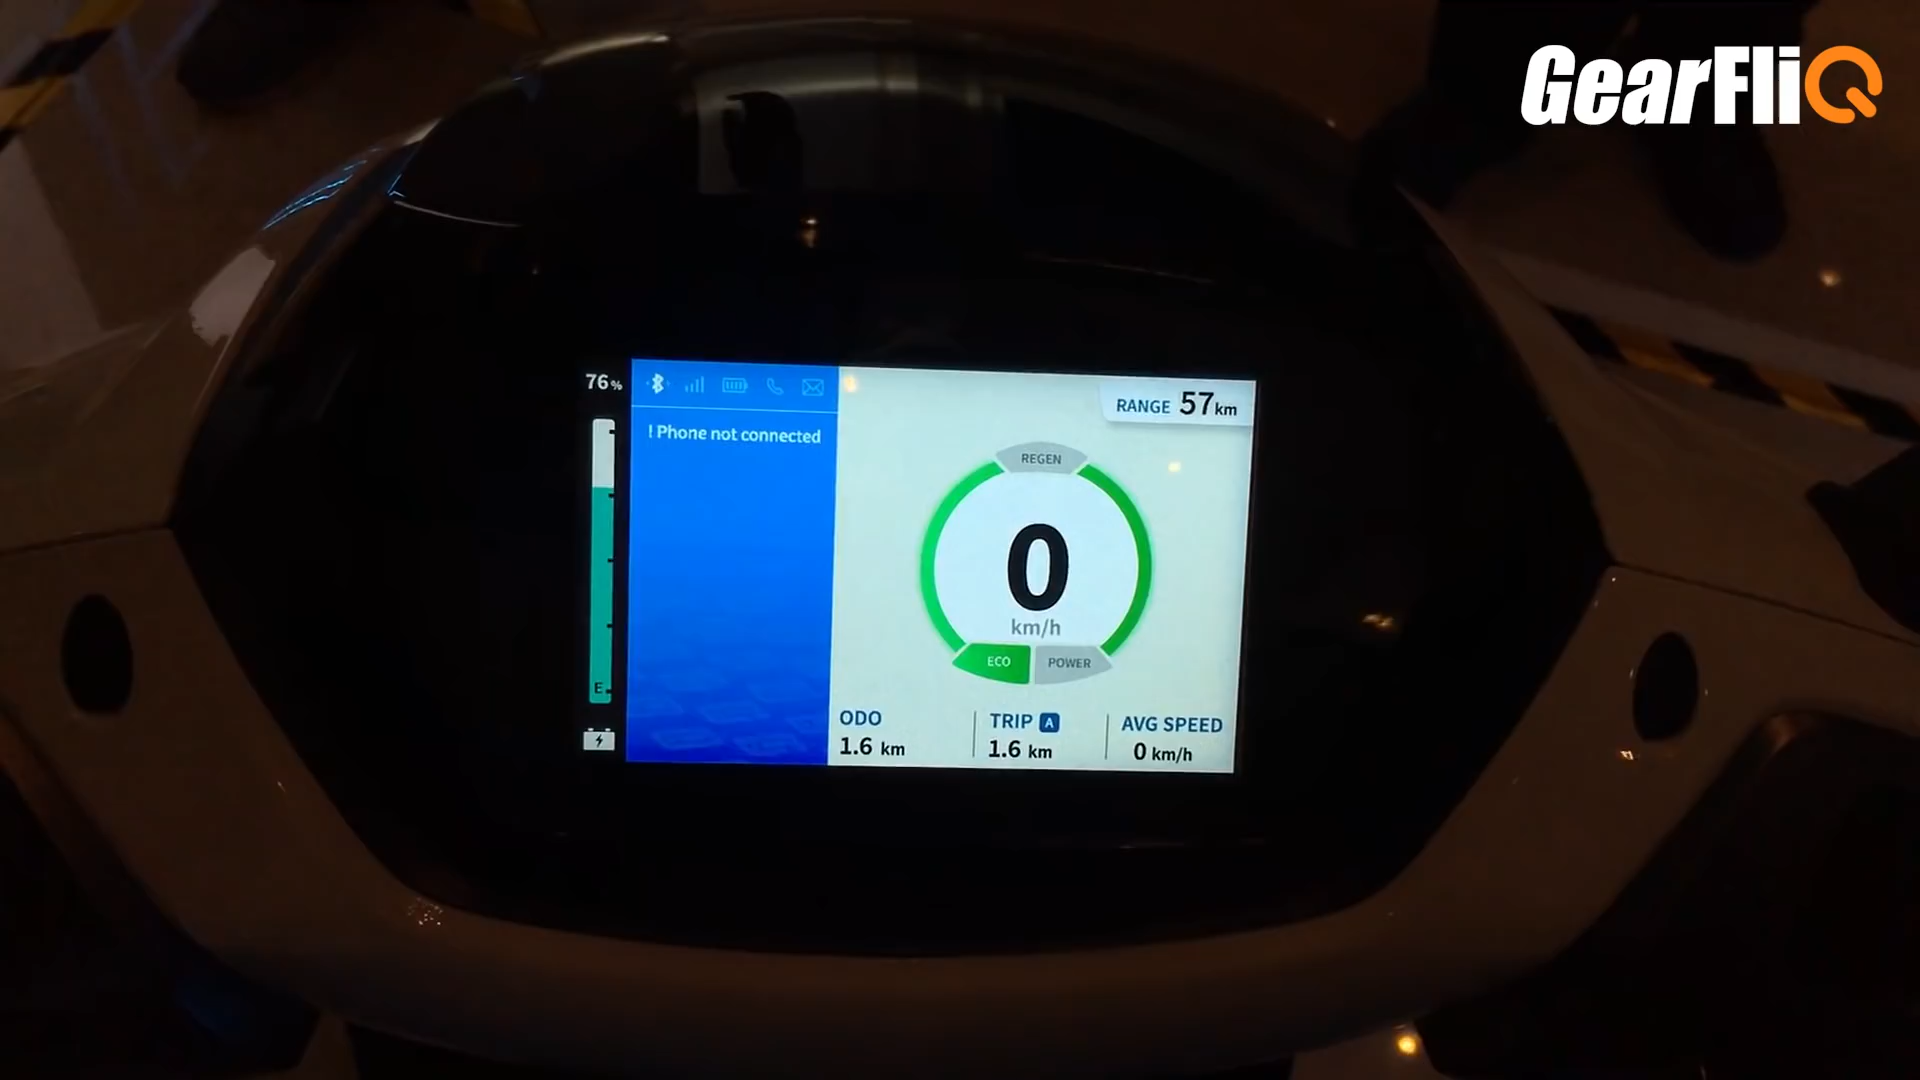 GearFliQ
76%
! Phone not connected
RANGE 57km
REGEN
0
km/h
ECO POWER
E
ODO TRIP A AVG SPEED
1.6 km 1.6 km 0 km/h